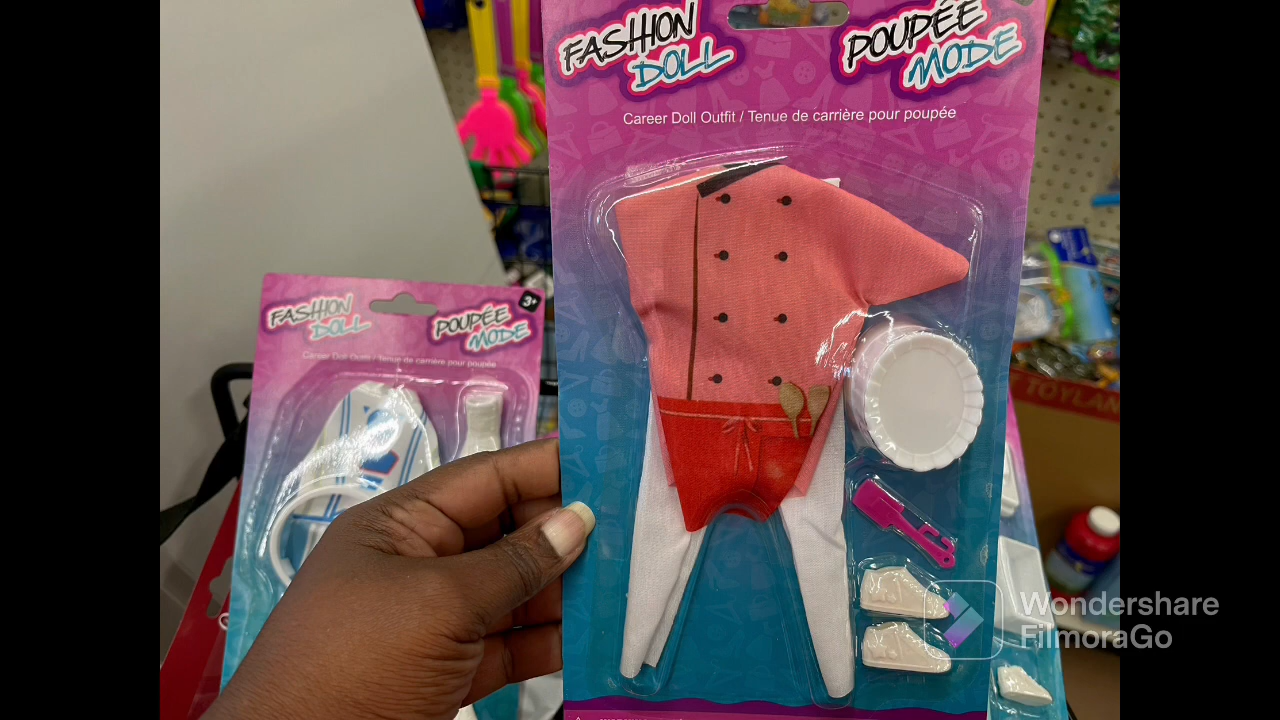 FASHION
DOLL
POUPÉE
MODE
Career Doll Outfit / Tenue de carrière pour poupée
FASHION
DOLL
POUPÉE
MODE
3+
Career Doll Outfit / Tenue de carrière pour poupée
TOYLAN
Wondershare
FilmoraGo